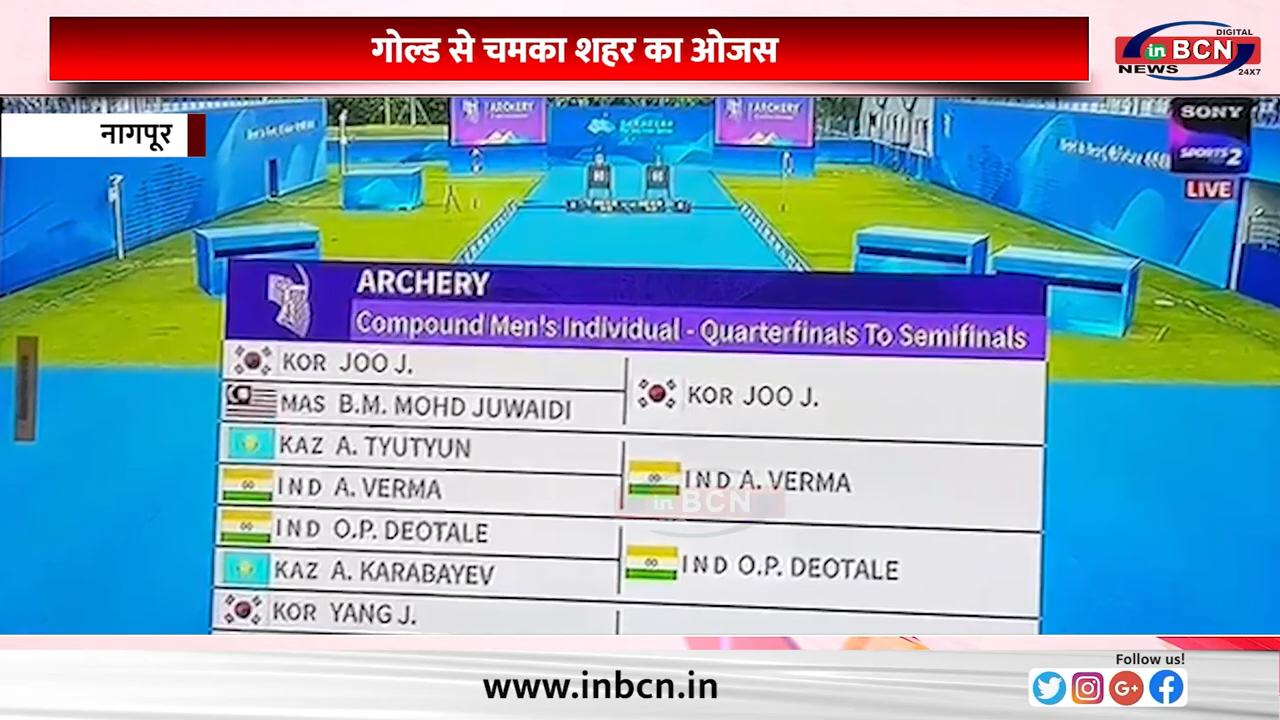 गोल्ड से चमका शहर का ओजस
DIGITAL
in BCN
NEWS 24X7
नागपूर
ARCHERY
ARCHERY
SONY
SPORTS 2
LIVE
ARCHERY
Compound Men's Individual - Quarterfinals To Semifinals
KOR JOO J.
MAS B.M. MOHD JUWAIDI
KOR JOO J.
KAZ A. TYUTYUN
IND A. VERMA
IND A. VERMA
in BCN
IND O.P. DEOTALE
KAZ A. KARABAYEV
IND O.P. DEOTALE
KOR YANG J.
Follow us!
www.inbcn.in